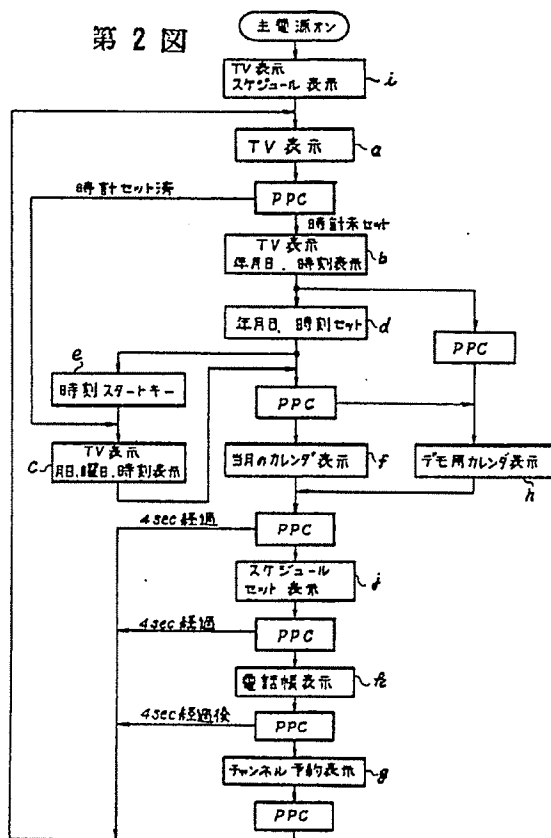 第2図
主電源オン
TV表示
スケジュール表示
i
TV表示
a
時計セット済
PPC
時計未セット
TV表示
年月日、時刻表示
b
年月日、時刻セット
d
PPC
e
時刻スタートキー
PPC
TV表示
月日、曜日、時刻表示
C
当月のカレンダ表示
f
デモ用カレンダ表示
h
4sec経過
PPC
スケジュール
セット表示
j
4sec経過
PPC
電話帳表示
k
4sec経過後
PPC
チャンネル予約表示
g
PPC